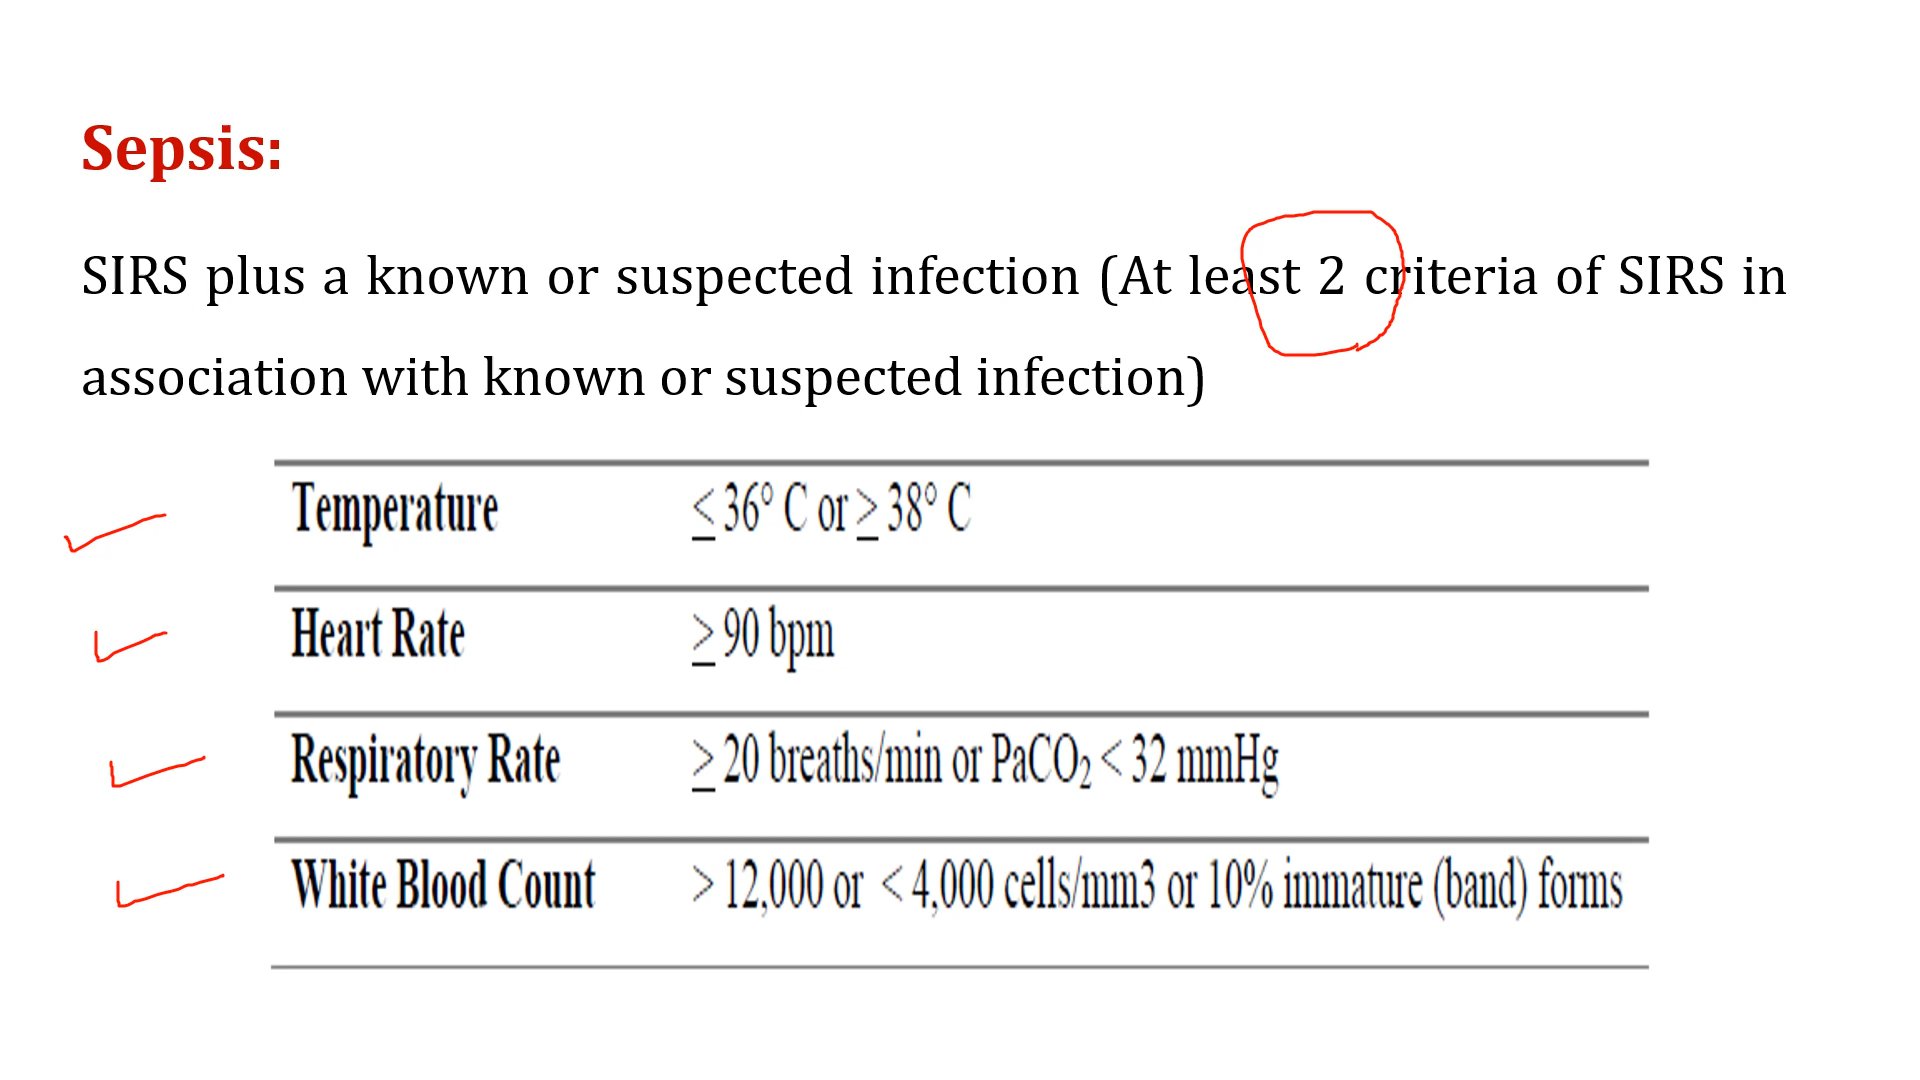 Sepsis:
SIRS plus a known or suspected infection (At least 2 criteria of SIRS in
association with known or suspected infection)
Temperature ≤ 36° C or ≥ 38° C
Heart Rate ≥ 90 bpm
Respiratory Rate ≥ 20 breaths/min or PaCO₂ < 32 mmHg
White Blood Count > 12,000 or < 4,000 cells/mm3 or 10% immature (band) forms